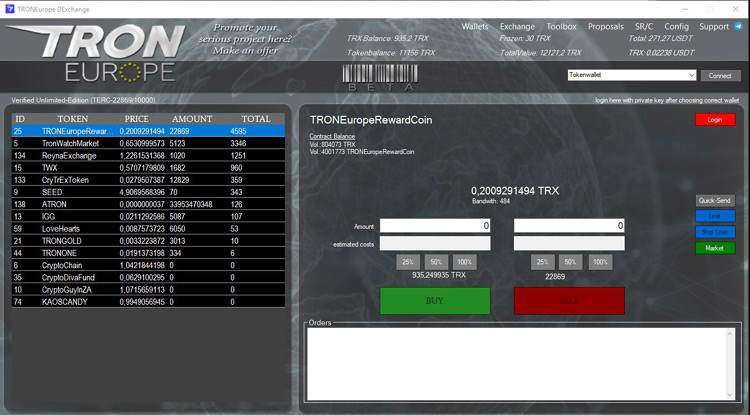 TRONEurope DExchange
TRON
EUROPE
Promote your
serious project here?
Make an offer
Wallets Exchange Toolbox Proposals SR/C Config Support
TRX Balance: 935,2 TRX Frozen: 30 TRX Total: 271,27 USDT
Tokenbalance: 11156 TRX TotalValue: 12121,2 TRX TRX: 0.02238 USDT
BETA
Tokenwallet Connect
Verified Unlimited-Edition (TERC-22869/10000) login here with private key after choosing correct wallet
ID TOKEN PRICE AMOUNT TOTAL
25 TRONEuropeRewar... 0,2009291494 22869 4595
5 TronWatchMarket 0,6530999573 5123 3346
134 ReynaExchange 1,2261531368 1020 1251
15 TWX 0,5707179809 1682 960
133 CryTrExToken 0,0279580507 12829 359
9 SEED 4,9069568396 70 343
138 ATRON 0,0000000037 33953470348 126
13 IGG 0,0211292586 5087 107
59 LoveHearts 0,0087573723 6050 53
21 TRONGOLD 0,0033223872 3013 10
44 TRONONE 0,0191373198 334 6
6 CryptoChain 1,0421844198 0 0
35 CryptoDivaFund 0,0629100295 0 0
10 CryptoGuyInZA 1,0715659113 0 0
74 KAOSCANDY 0,9949056945 0 0
TRONEuropeRewardCoin
Login
Contract Balance
Vol.:804073 TRX
Vol.:4001773 TRONEuropeRewardCoin
0,2009291494 TRX
Bandwith: 484
Quick-Send
Limit
Stop Loss
Market
Amount 0 0
estimated costs
25% 50% 100% 25% 50% 100%
935,249935 TRX 22869
BUY SELL
Orders